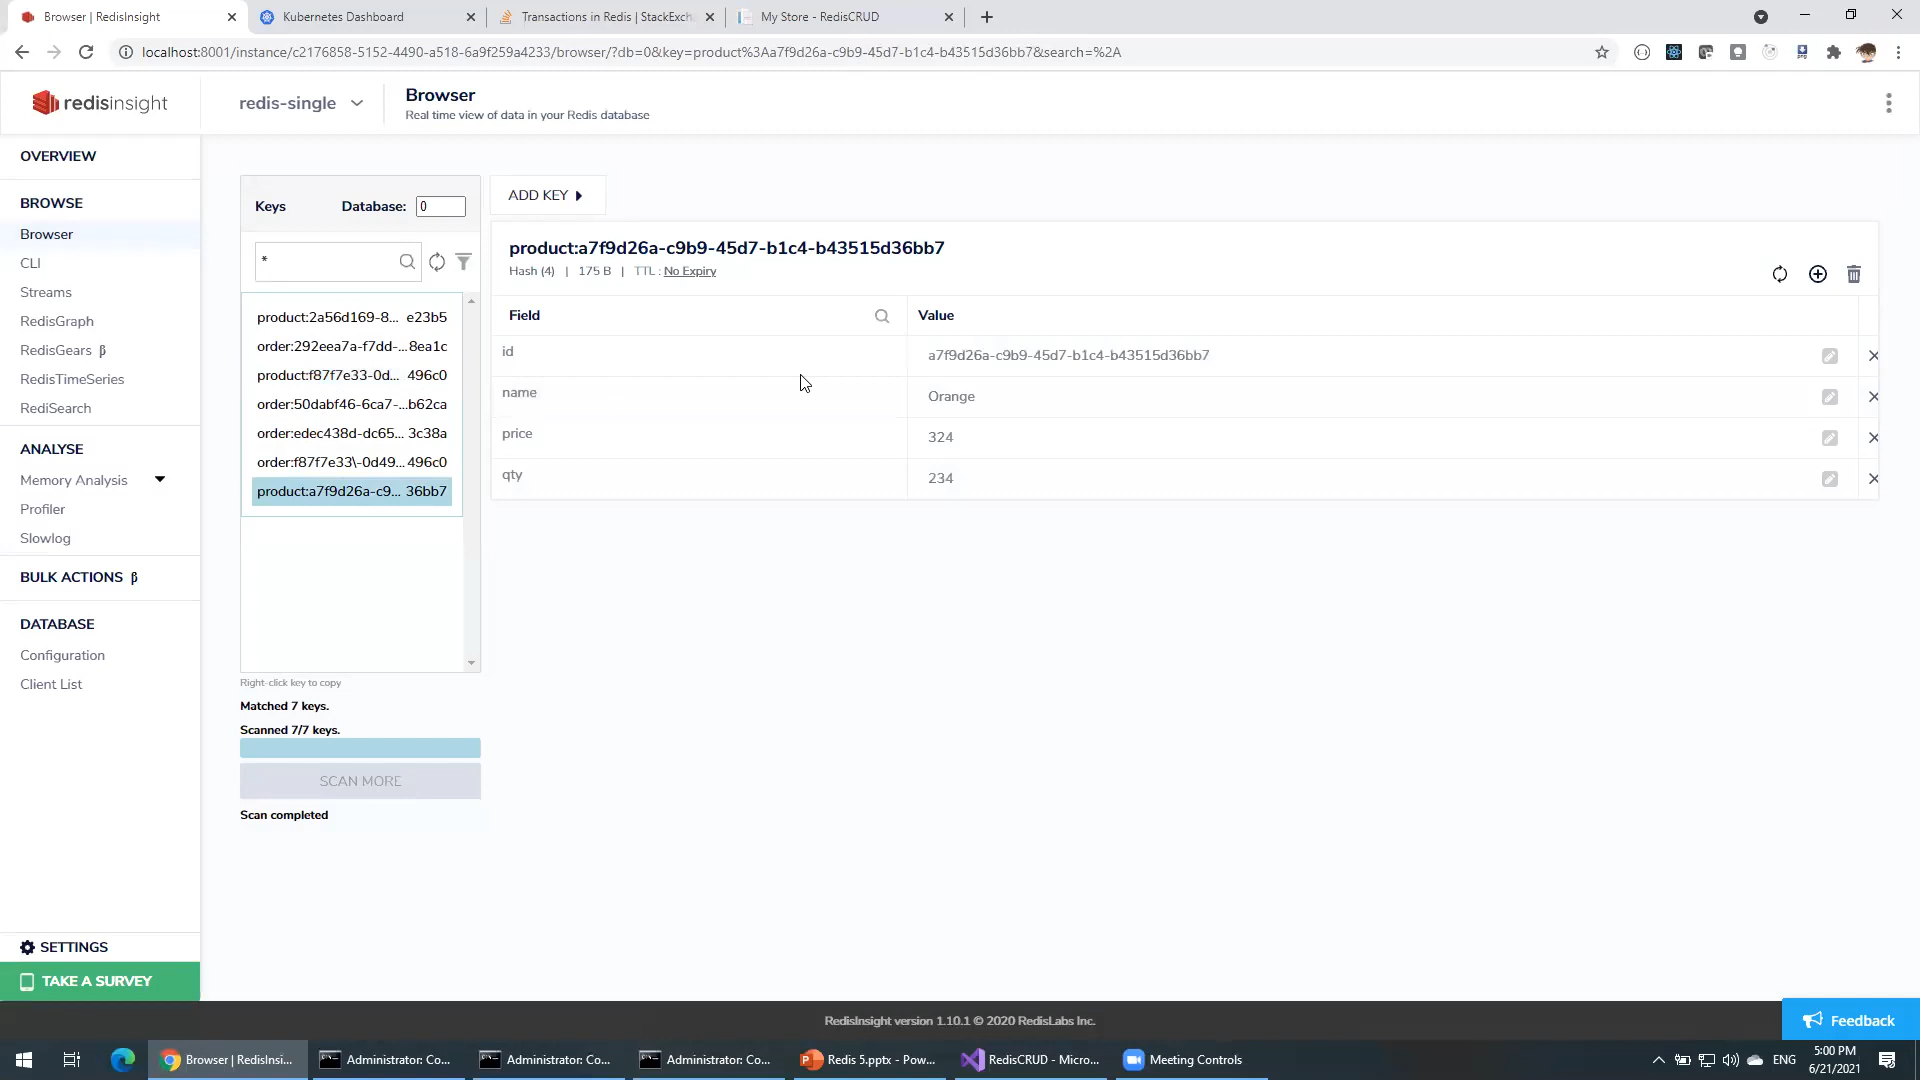 Browser | RedisInsight
Kubernetes Dashboard
Transactions in Redis | StackExch
My Store - RedisCRUD
localhost:8001/instance/c2176858-5152-4490-a518-6a9f259a4233/browser/?db=0&key=product%3Aa7f9d26a-c9b9-45d7-b1c4-b43515d36bb7&search=%2A
redisinsight
redis-single
Browser
Real time view of data in your Redis database
OVERVIEW
BROWSE
Browser
CLI
Streams
RedisGraph
RedisGears β
RedisTimeSeries
RediSearch
ANALYSE
Memory Analysis
Profiler
Slowlog
BULK ACTIONS β
DATABASE
Configuration
Client List
SETTINGS
TAKE A SURVEY
Keys
Database: 0
*
product:2a56d169-8... e23b5
order:292eea7a-f7dd-...8ea1c
product:f87f7e33-0d... 496c0
order:50dabf46-6ca7-...b62ca
order:edec438d-dc65... 3c38a
order:f87f7e33\-0d49... 496c0
product:a7f9d26a-c9... 36bb7
Right-click key to copy
Matched 7 keys.
Scanned 7/7 keys.
SCAN MORE
Scan completed
ADD KEY
product:a7f9d26a-c9b9-45d7-b1c4-b43515d36bb7
Hash (4) | 175 B | TTL : No Expiry
Field Value
id a7f9d26a-c9b9-45d7-b1c4-b43515d36bb7
name Orange
price 324
qty 234
RedisInsight version 1.10.1 © 2020 RedisLabs Inc.
Feedback
Browser | RedisInsi...
Administrator: Co...
Administrator: Co...
Administrator: Co...
Redis 5.pptx - Pow...
RedisCRUD - Micro...
Meeting Controls
ENG
5:00 PM
6/21/2021